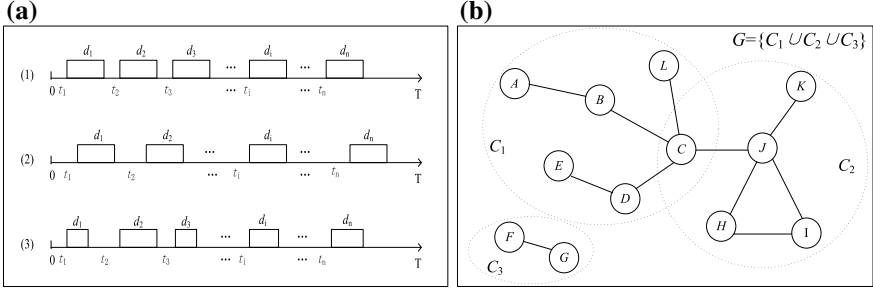 (a)
(1)
d1 d2 d3 ... di ... dn
0 t1 t2 t3 ... ti ... tn T
(2)
d1 d2 ... di ... dn
0 t1 t2 ... ti ... tn T
(3)
d1 d2 d3 ... di ... dn
0 t1 t2 t3 ... ti ... tn T
(b)
G={C1 ∪C2 ∪C3}
L
A
K
B
C1
C
J
C2
E
D
H
I
F
G
C3